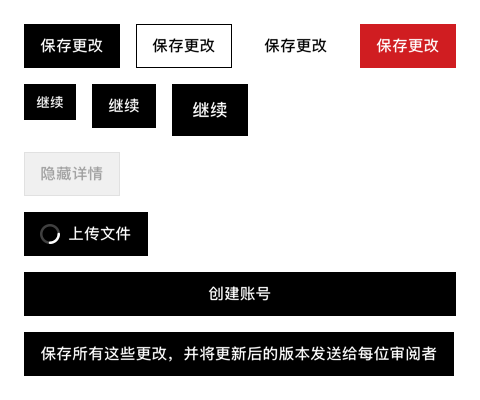 保存更改 保存更改 保存更改 保存更改
继续 继续 继续
隐藏详情
上传文件
创建账号
保存所有这些更改，并将更新后的版本发送给每位审阅者